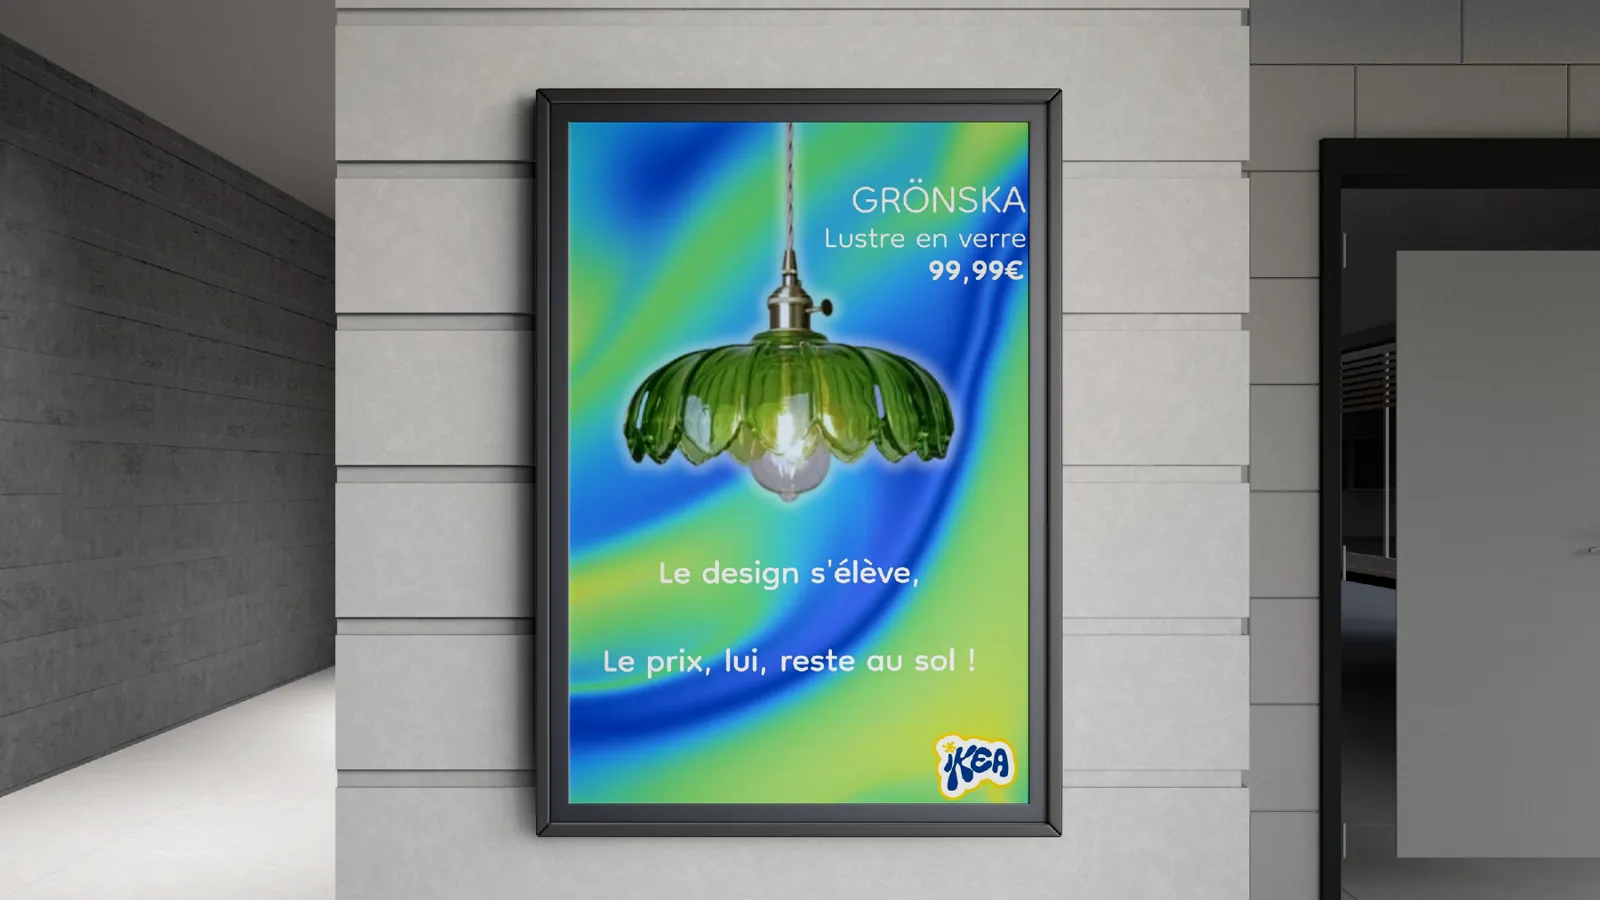 GRÖNSKA
Lustre en verre
99,99€
Le design s'élève,
Le prix, lui, reste au sol !
iKEA